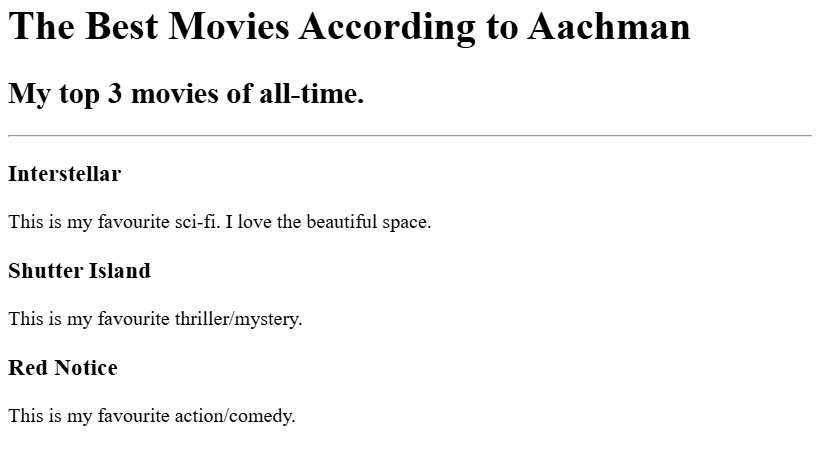 The Best Movies According to Aachman
My top 3 movies of all-time.
Interstellar
This is my favourite sci-fi. I love the beautiful space.
Shutter Island
This is my favourite thriller/mystery.
Red Notice
This is my favourite action/comedy.